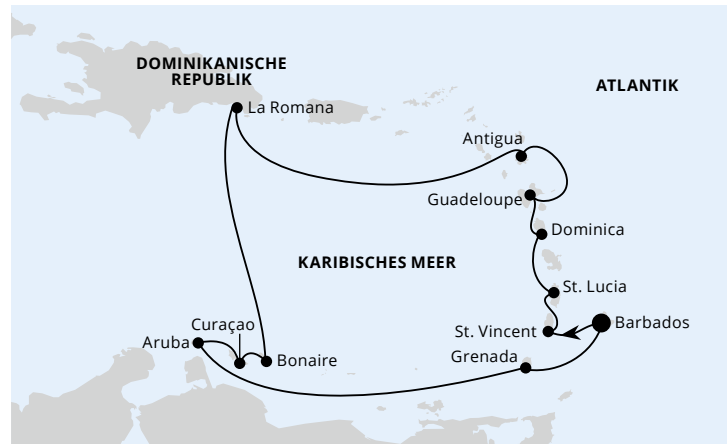 DOMINIKANISCHE
REPUBLIK
ATLANTIK
La Romana
Antigua
Guadeloupe
Dominica
KARIBISCHES MEER
St. Lucia
Curaçao
St. Vincent
Barbados
Aruba
Bonaire
Grenada